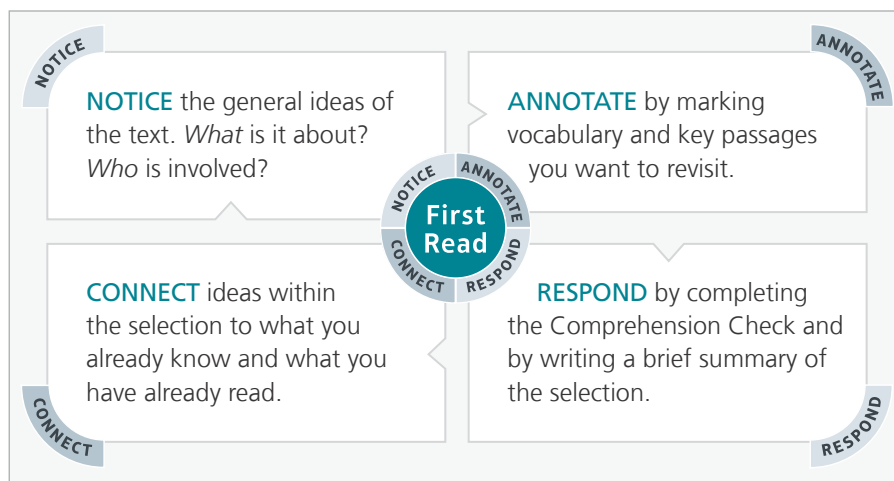 NOTICE
NOTICE the general ideas of
the text. What is it about?
Who is involved?
ANNOTATE
ANNOTATE by marking
vocabulary and key passages
you want to revisit.
NOTICE
ANNOTATE
First
Read
CONNECT
RESPOND
CONNECT ideas within
the selection to what you
already know and what you
have already read.
CONNECT
RESPOND by completing
the Comprehension Check and
by writing a brief summary of
the selection.
RESPOND